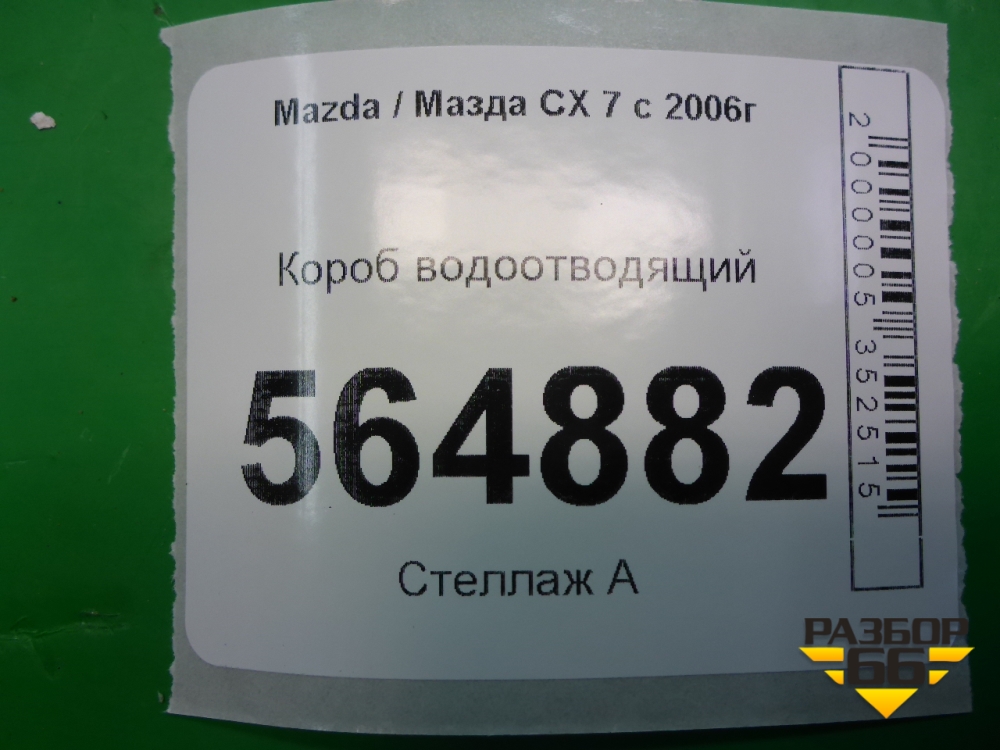 Mazda / Мазда CX 7 с 2006г
Короб водоотводящий
564882
Стеллаж А
2000005352515
РАЗБОР
66